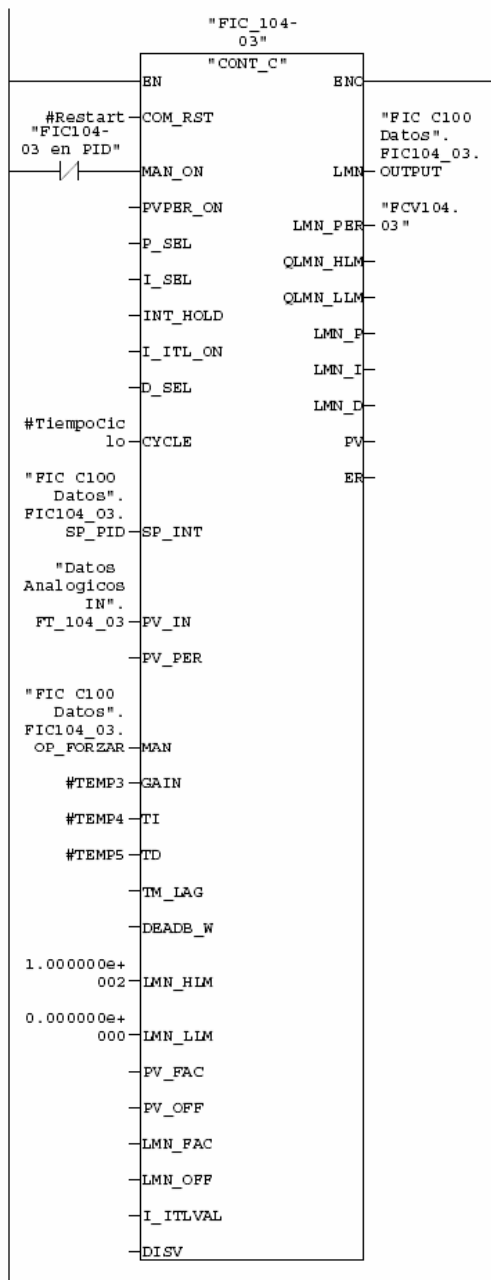 "FIC_104-
03"
"CONT_C"
EN ENO
#Restart COM_RST
"FIC104-
03 en PID"
MAN_ON
"FIC C100
Datos".
FIC104_03.
LMN OUTPUT
PVPER_ON
"FCV104.
LMN_PER 03"
P_SEL
QLMN_HLM
I_SEL
QLMN_LLM
INT_HOLD
LMN_P
I_ITL_ON
LMN_I
D_SEL
LMN_D
#TiempoCic
lo CYCLE
PV
ER
"FIC C100
Datos".
FIC104_03.
SP_PID SP_INT
"Datos
Analogicos
IN".
FT_104_03 PV_IN
PV_PER
"FIC C100
Datos".
FIC104_03.
OP_FORZAR MAN
#TEMP3 GAIN
#TEMP4 TI
#TEMP5 TD
TM_LAG
DEADB_W
1.000000e+
002 LMN_HLM
0.000000e+
000 LMN_LLM
PV_FAC
PV_OFF
LMN_FAC
LMN_OFF
I_ITLVAL
DISV